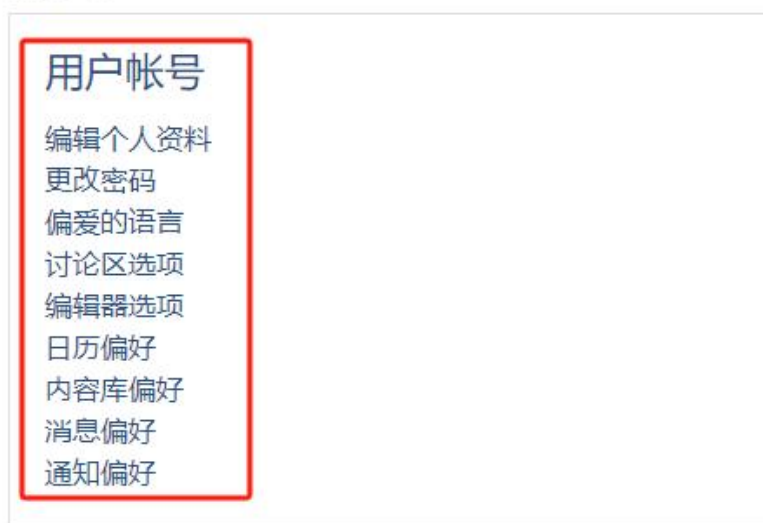 用户帐号
编辑个人资料
更改密码
偏爱的语言
讨论区选项
编辑器选项
日历偏好
内容库偏好
消息偏好
通知偏好